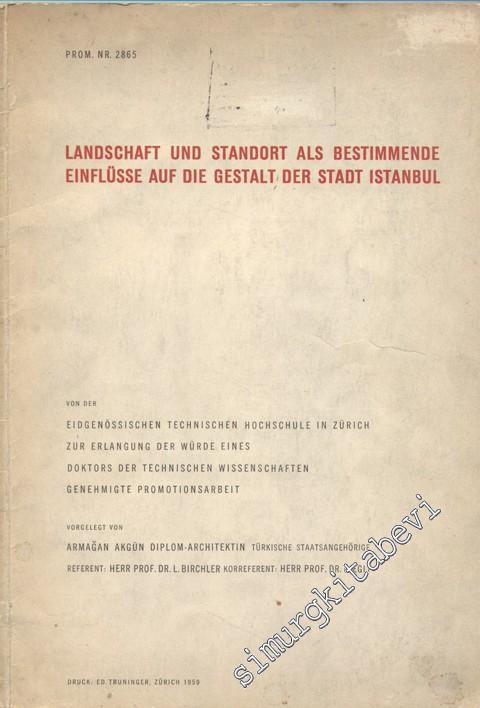 PROM. NR. 2865
LANDSCHAFT UND STANDORT ALS BESTIMMENDE
EINFLÜSSE AUF DIE GESTALT DER STADT ISTANBUL
VON DER
EIDGENÖSSISCHEN TECHNISCHEN HOCHSCHULE IN ZÜRICH
ZUR ERLANGUNG DER WÜRDE EINES
DOKTORS DER TECHNISCHEN WISSENSCHAFTEN
GENEHMIGTE PROMOTIONSARBEIT
VORGELEGT VON
ARMAĞAN AKGÜN DIPLOM-ARCHITEKTIN TÜRKISCHE STAATSANGEHÖRIGE
REFERENT: HERR PROF. DR. L. BIRCHLER KORREFERENT: HERR PROF. DR.
DRUCK: ED. TRUNINGER, ZÜRICH 1959
simurgkitabevi